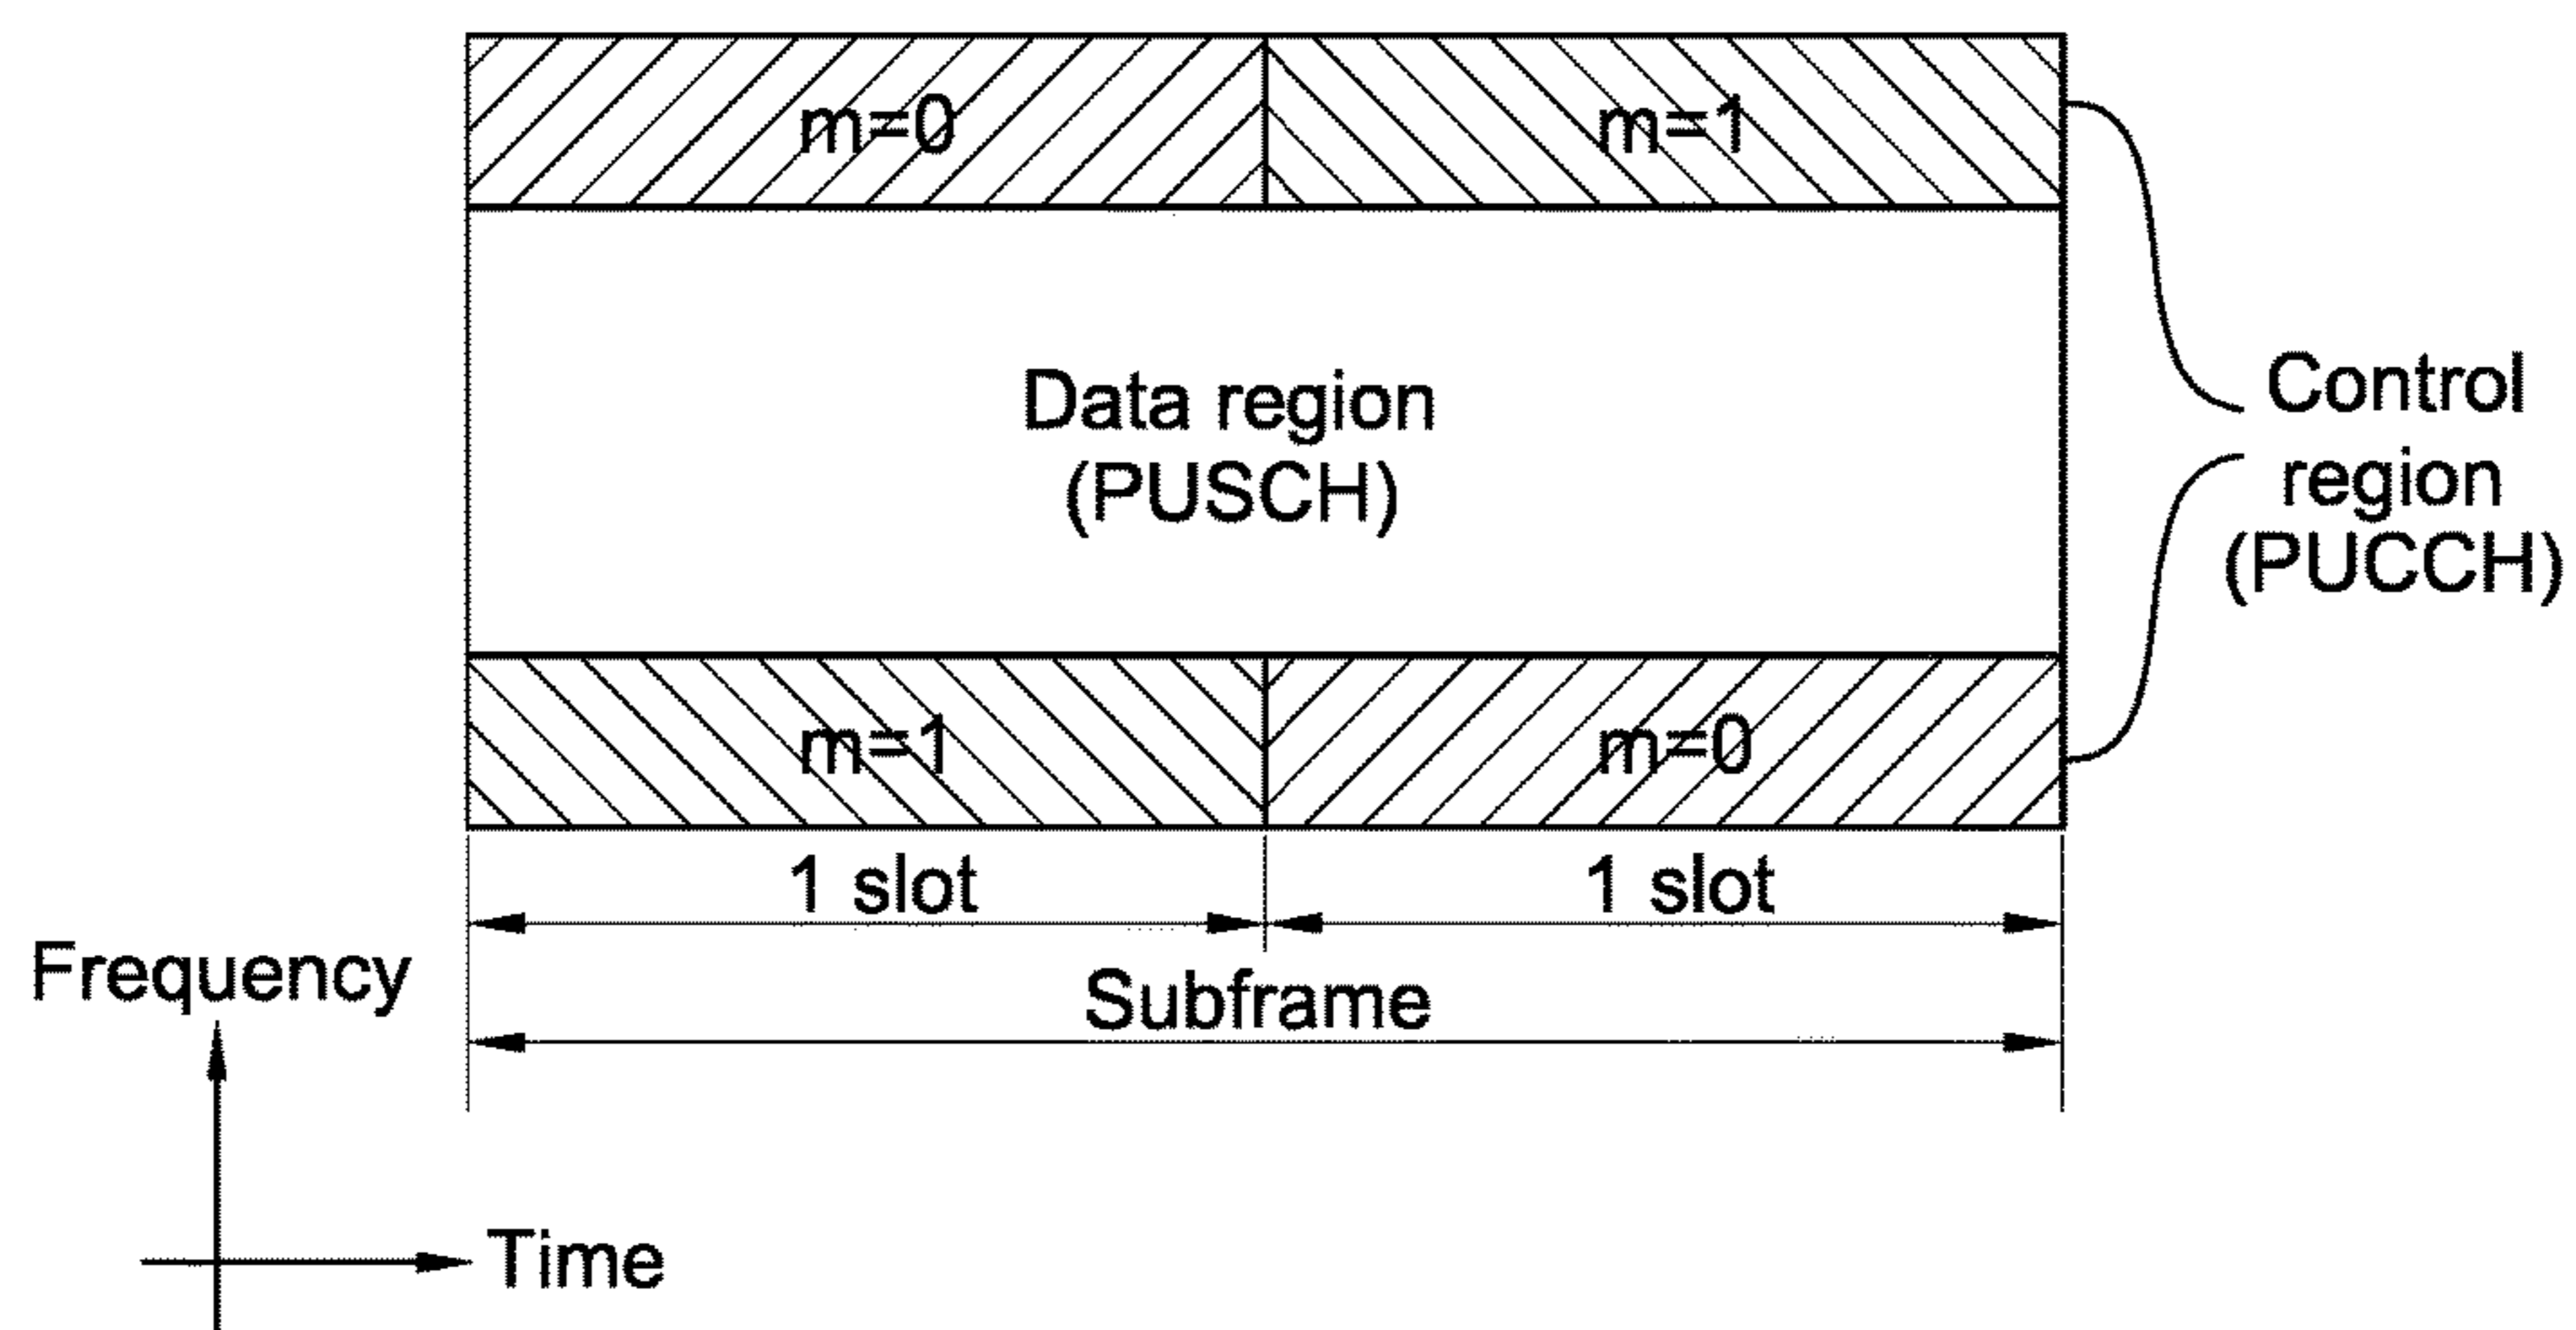 m=0
m=1
Data region
(PUSCH)
Control
region
(PUCCH)
m=1
m=0
1 slot
1 slot
Subframe
Frequency
Time